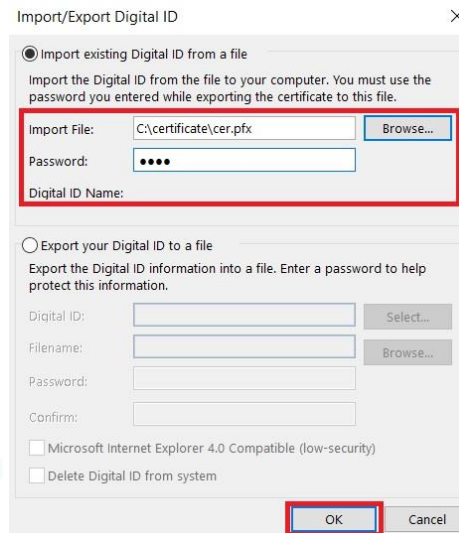 Import/Export Digital ID
Import existing Digital ID from a file
Import the Digital ID from the file to your computer. You must use the
password you entered while exporting the certificate to this file.
Import File: C:\certificate\cer.pfx Browse...
Password: ••••
Digital ID Name:
Export your Digital ID to a file
Export the Digital ID information into a file. Enter a password to help
protect this information.
Digital ID: Select...
Filename: Browse...
Password:
Confirm:
Microsoft Internet Explorer 4.0 Compatible (low-security)
Delete Digital ID from system
OK Cancel